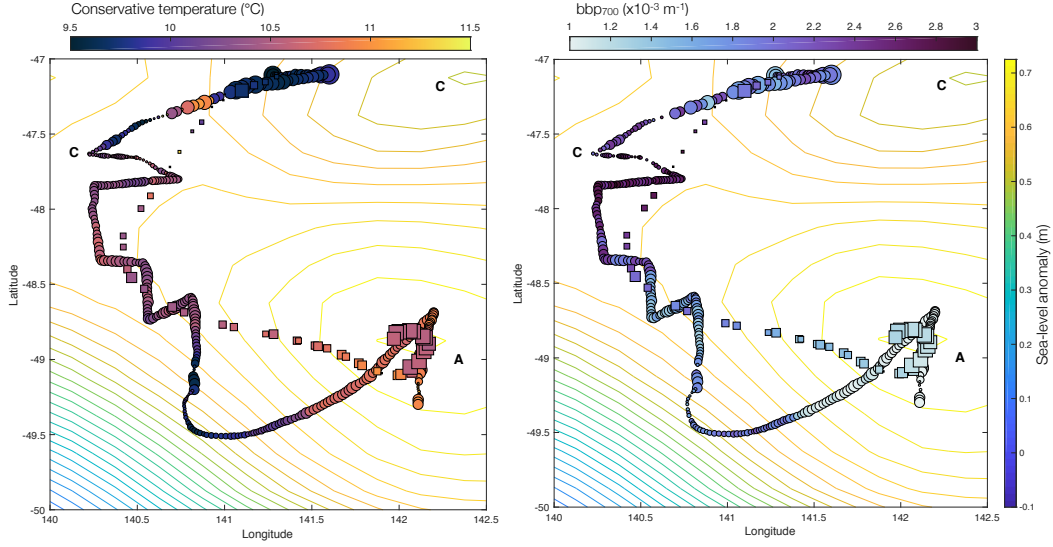 Conservative temperature (°C)
9.5 10 10.5 11 11.5
bbp700 (x10-3 m-1)
1 1.2 1.4 1.6 1.8 2 2.2 2.4 2.6 2.8 3
-47
-47.5
-48
-48.5
-49
-49.5
-50
Latitude
140 140.5 141 141.5 142 142.5
Longitude
C
C
A
-47
-47.5
-48
-48.5
-49
-49.5
-50
Latitude
140 140.5 141 141.5 142 142.5
Longitude
C
C
A
0.7
0.6
0.5
0.4
0.3
0.2
0.1
0
-0.1
Sea-level anomaly (m)